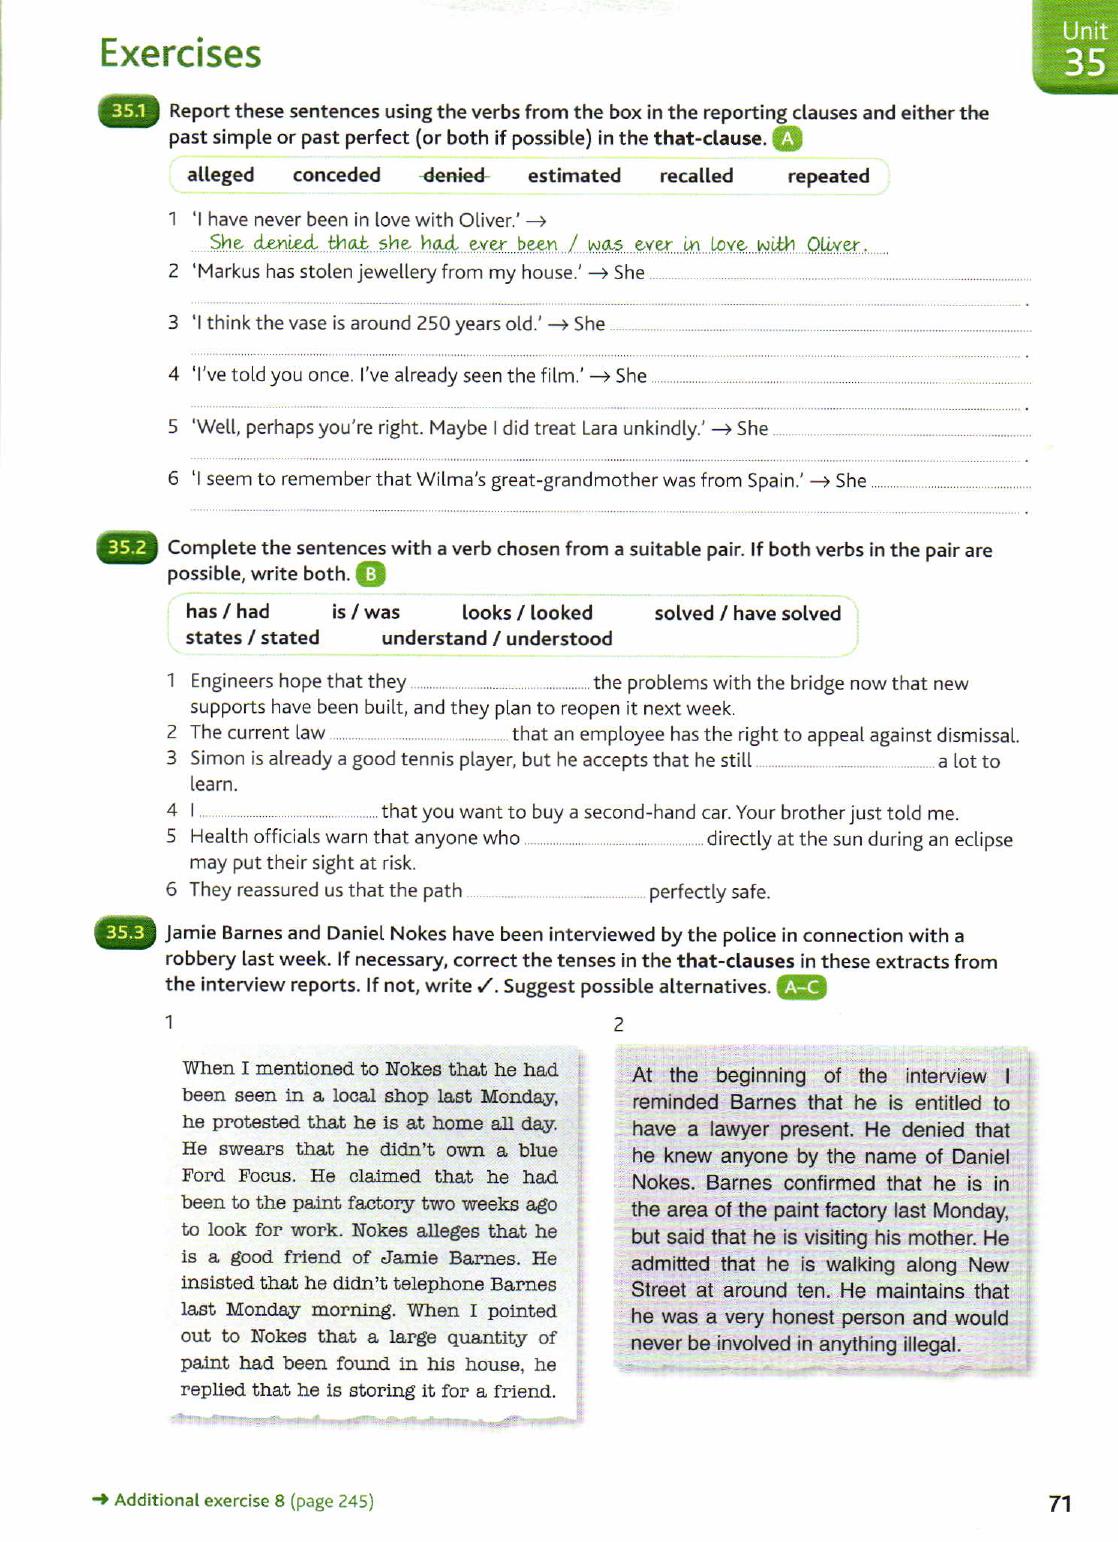 Exercises
Unit
35
35.1 Report these sentences using the verbs from the box in the reporting clauses and either the
past simple or past perfect (or both if possible) in the that-clause. A
alleged conceded denied estimated recalled repeated
1 'I have never been in love with Oliver.' →
She denied that she had ever been / was ever in love with Oliver.
2 'Markus has stolen jewellery from my house.' → She
.
3 'I think the vase is around 250 years old.' → She
.
4 'I've told you once. I've already seen the film.' → She
.
5 'Well, perhaps you're right. Maybe I did treat Lara unkindly.' → She
.
6 'I seem to remember that Wilma's great-grandmother was from Spain.' → She
.
35.2 Complete the sentences with a verb chosen from a suitable pair. If both verbs in the pair are
possible, write both. B
has / had is / was looks / looked solved / have solved
states / stated understand / understood
1 Engineers hope that they the problems with the bridge now that new
supports have been built, and they plan to reopen it next week.
2 The current law that an employee has the right to appeal against dismissal.
3 Simon is already a good tennis player, but he accepts that he still a lot to
learn.
4 I that you want to buy a second-hand car. Your brother just told me.
5 Health officials warn that anyone who directly at the sun during an eclipse
may put their sight at risk.
6 They reassured us that the path perfectly safe.
35.3 Jamie Barnes and Daniel Nokes have been interviewed by the police in connection with a
robbery last week. If necessary, correct the tenses in the that-clauses in these extracts from
the interview reports. If not, write ✓. Suggest possible alternatives. A–C
1
When I mentioned to Nokes that he had
been seen in a local shop last Monday,
he protested that he is at home all day.
He swears that he didn't own a blue
Ford Focus. He claimed that he had
been to the paint factory two weeks ago
to look for work. Nokes alleges that he
is a good friend of Jamie Barnes. He
insisted that he didn't telephone Barnes
last Monday morning. When I pointed
out to Nokes that a large quantity of
paint had been found in his house, he
replied that he is storing it for a friend.
2
At the beginning of the interview I
reminded Barnes that he is entitled to
have a lawyer present. He denied that
he knew anyone by the name of Daniel
Nokes. Barnes confirmed that he is in
the area of the paint factory last Monday,
but said that he is visiting his mother. He
admitted that he is walking along New
Street at around ten. He maintains that
he was a very honest person and would
never be involved in anything illegal.
→ Additional exercise 8 (page 245)
71